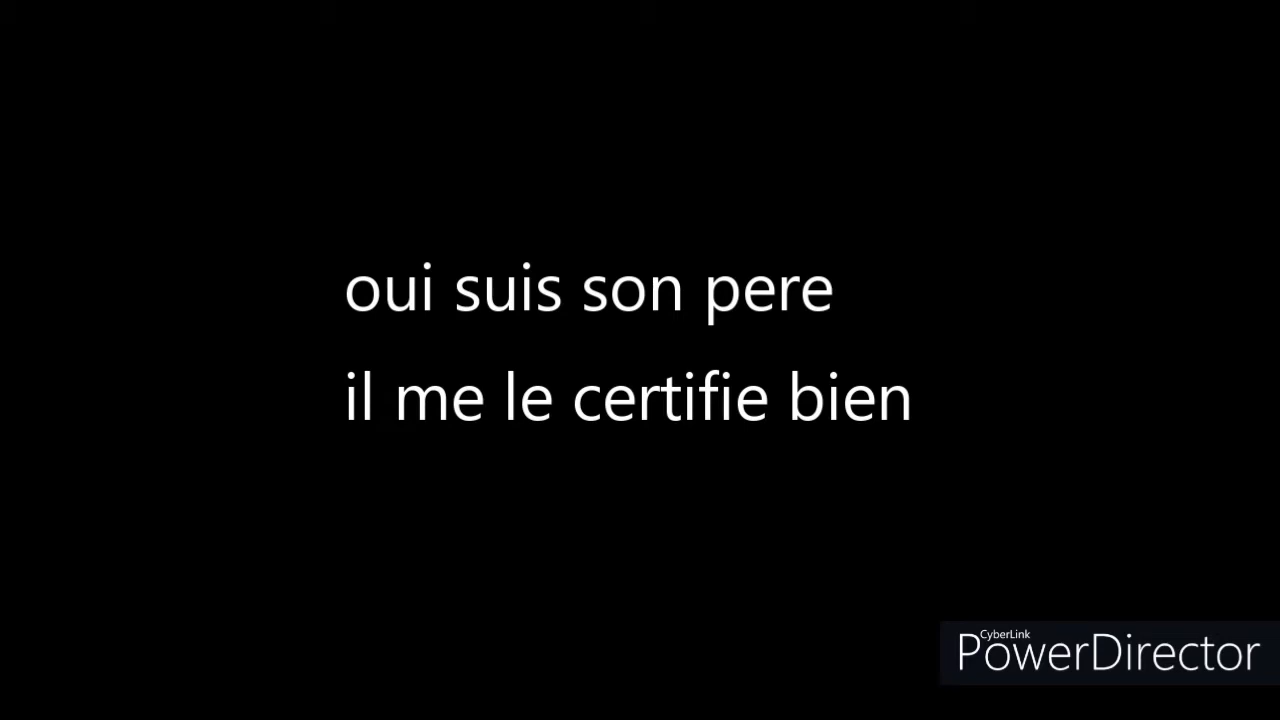 oui suis son pere
il me le certifie bien
CyberLink
PowerDirector